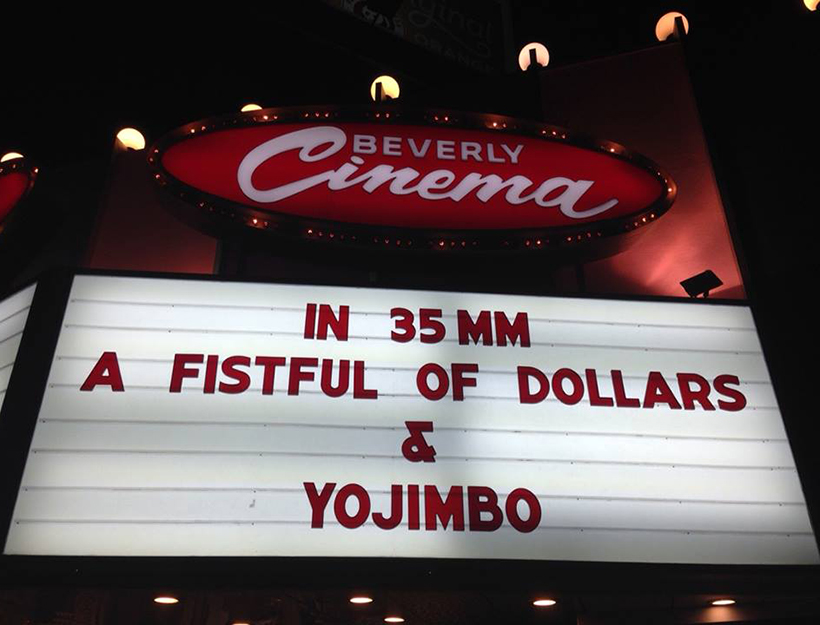 BEVERLY
Cinema
IN 35 MM
A FISTFUL OF DOLLARS
&
YOJIMBO